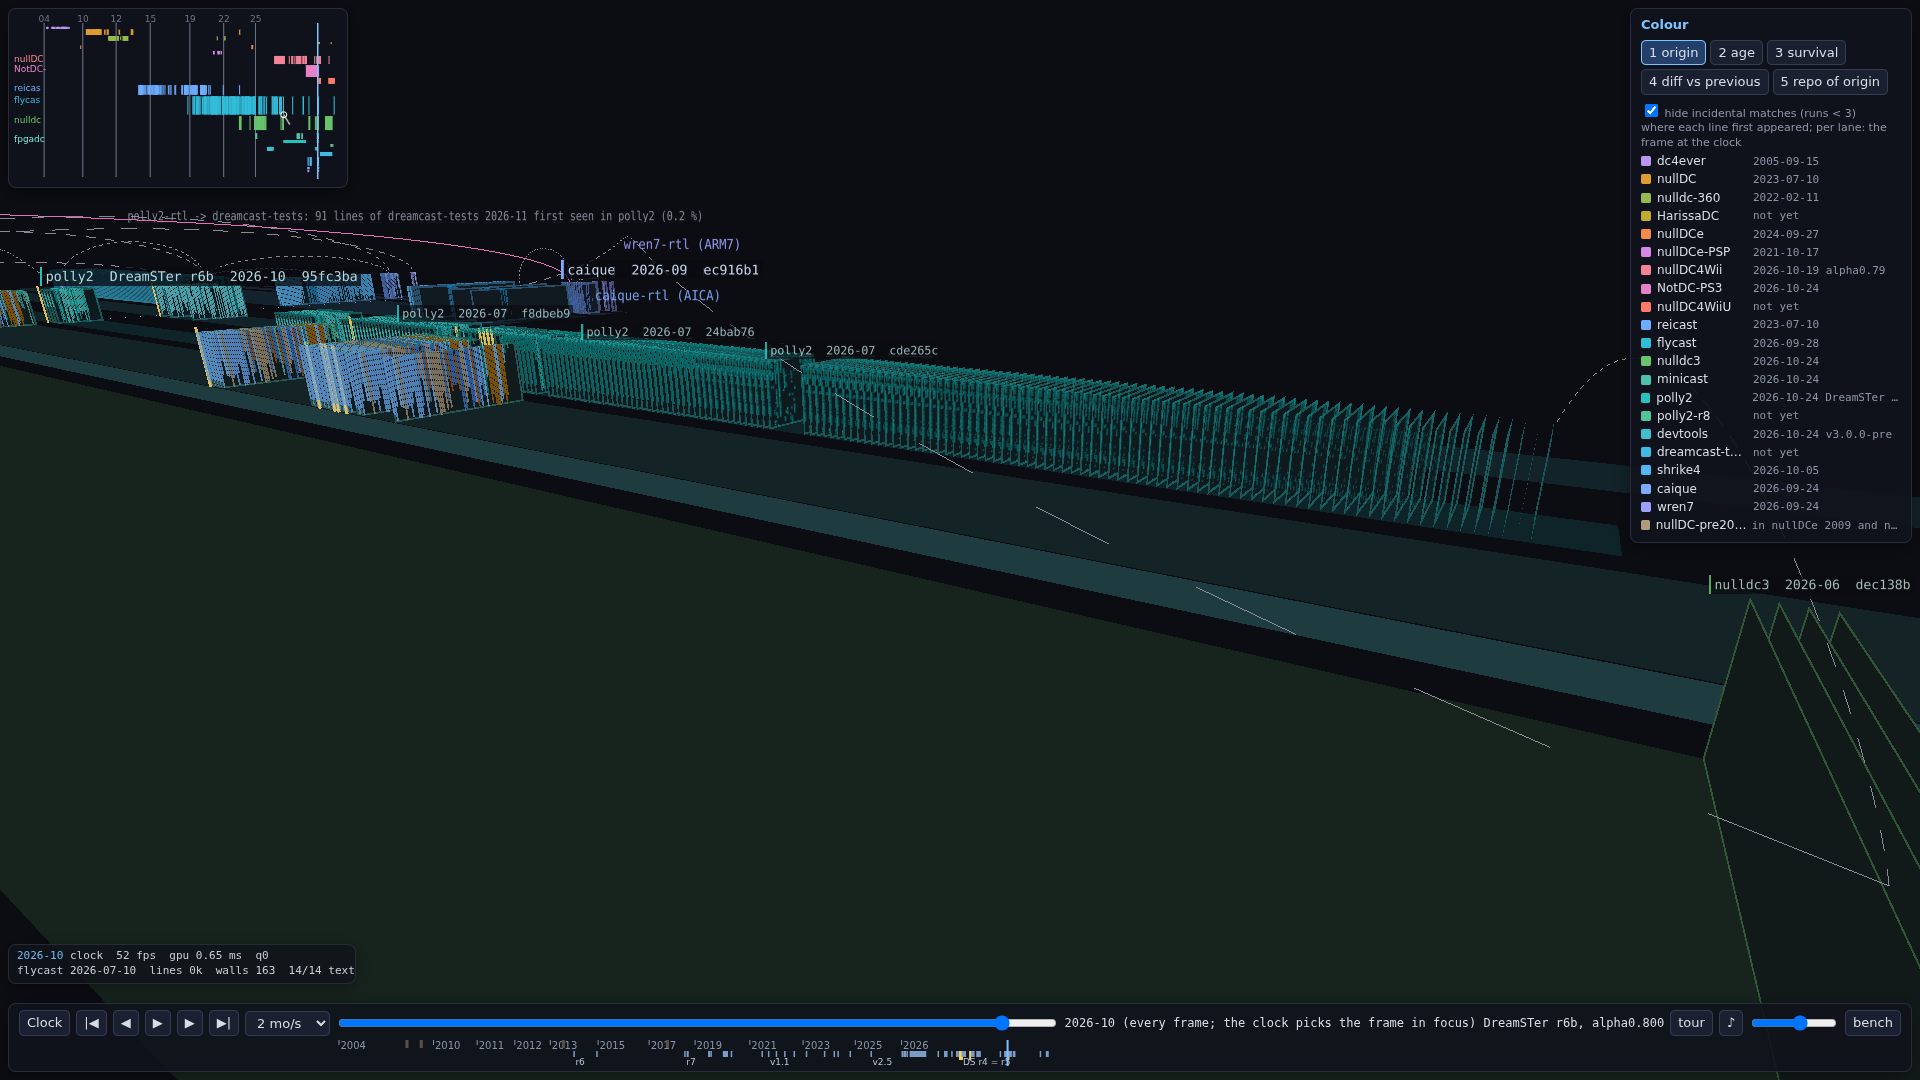 04 10 12 15 19 22 25
nullDC
NotDC-
reicas
flycas
nulldc
fpgadc
polly2-rtl -> dreamcast-tests: 91 lines of dreamcast-tests 2026-11 first seen in polly2 (0.2 %)
wren7-rtl (ARM7)
caique 2026-09 ec916b1
polly2 DreamSTer r6b 2026-10 95fc3ba
caique-rtl (AICA)
polly2 2026-07 f8dbeb9
polly2 2026-07 24bab76
polly2 2026-07 cde265c
nulldc3 2026-06 dec138b
Colour
1 origin 2 age 3 survival
4 diff vs previous 5 repo of origin
hide incidental matches (runs < 3)
where each line first appeared; per lane: the
frame at the clock
dc4ever 2005-09-15
nullDC 2023-07-10
nulldc-360 2022-02-11
HarissaDC not yet
nullDCe 2024-09-27
nullDCe-PSP 2021-10-17
nullDC4Wii 2026-10-19 alpha0.79
NotDC-PS3 2026-10-24
nullDC4WiiU not yet
reicast 2023-07-10
flycast 2026-09-28
nulldc3 2026-10-24
minicast 2026-10-24
polly2 2026-10-24 DreamSTer …
polly2-r8 not yet
devtools 2026-10-24 v3.0.0-pre
dreamcast-t… not yet
shrike4 2026-10-05
caique 2026-09-24
wren7 2026-09-24
nullDC-pre20… in nullDCe 2009 and n…
2026-10 clock 52 fps gpu 0.65 ms q0
flycast 2026-07-10 lines 0k walls 163 14/14 text
Clock |◀ ◀ ▶ ▶ ▶| 2 mo/s 2026-10 (every frame; the clock picks the frame in focus) DreamSTer r6b, alpha0.800 tour ♪ bench
2004 2010 2011 2012 2013 2015 2017 2019 2021 2023 2025 2026
r6 r7 v1.1 v2.5 DS r4 = r5